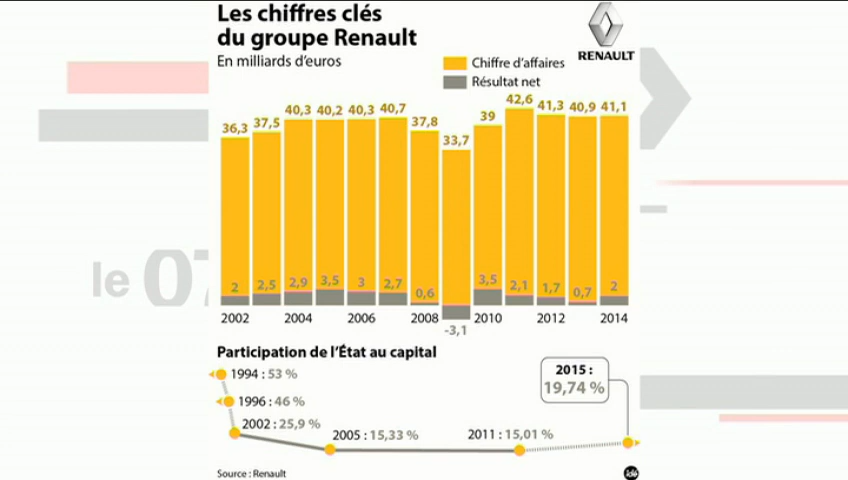 Les chiffres clés
du groupe Renault
En milliards d'euros
RENAULT
Chiffre d'affaires
Résultat net
36,3 37,5 40,3 40,2 40,3 40,7 37,8 33,7 39 42,6 41,3 40,9 41,1
2 2,5 2,9 3,5 3 2,7 0,6 3,5 2,1 1,7 0,7 2
2002 2004 2006 2008 2010 2012 2014
-3,1
le 07
Participation de l'État au capital
1994 : 53 %
1996 : 46 %
2002 : 25,9 %
2005 : 15,33 %
2011 : 15,01 %
2015 :
19,74 %
Source : Renault
idé